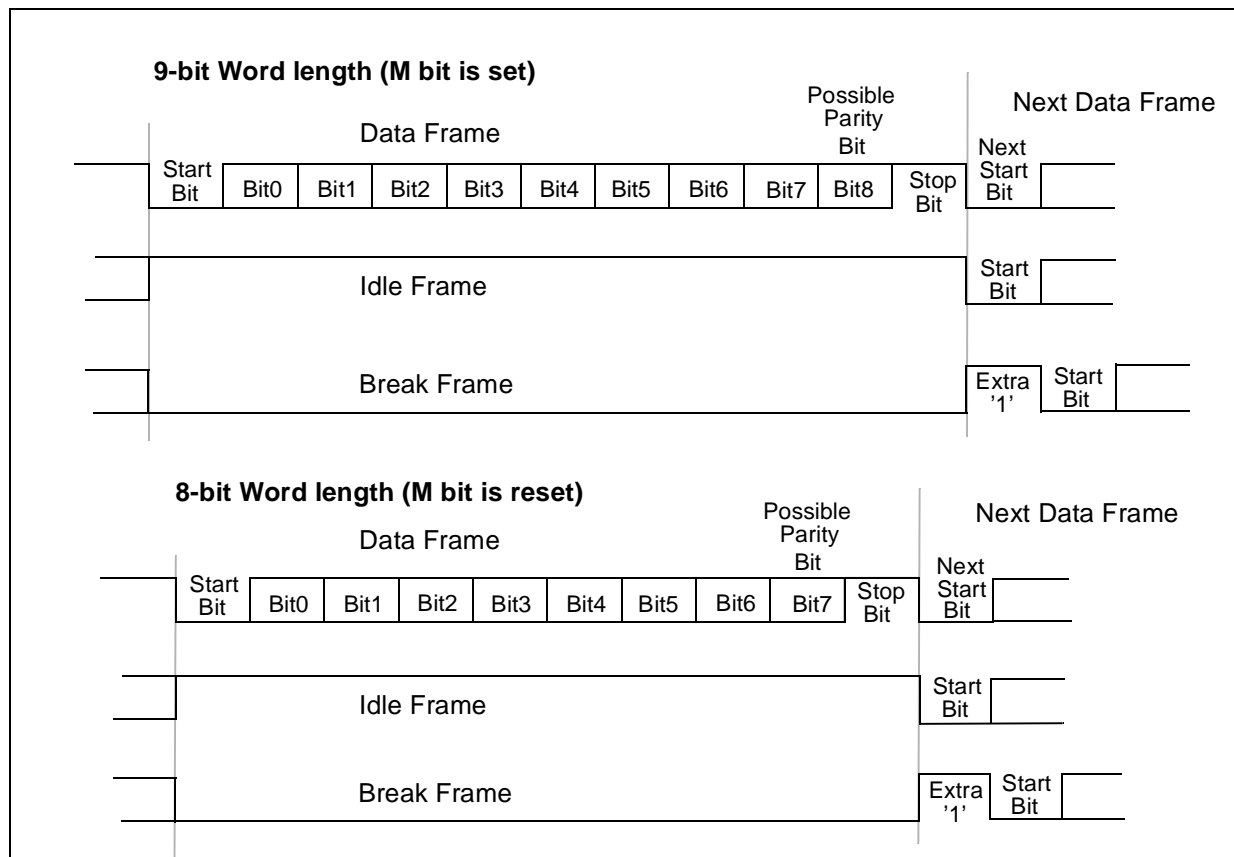 9-bit Word length (M bit is set)
Possible
Parity
Bit
Next Data Frame
Data Frame
Start
Bit
Bit0 Bit1 Bit2 Bit3 Bit4 Bit5 Bit6 Bit7 Bit8
Stop
Bit
Next
Start
Bit
Idle Frame
Start
Bit
Break Frame
Extra
'1'
Start
Bit
8-bit Word length (M bit is reset)
Possible
Parity
Bit
Next Data Frame
Data Frame
Start
Bit
Bit0 Bit1 Bit2 Bit3 Bit4 Bit5 Bit6 Bit7
Stop
Bit
Next
Start
Bit
Idle Frame
Start
Bit
Break Frame
Extra
'1'
Start
Bit